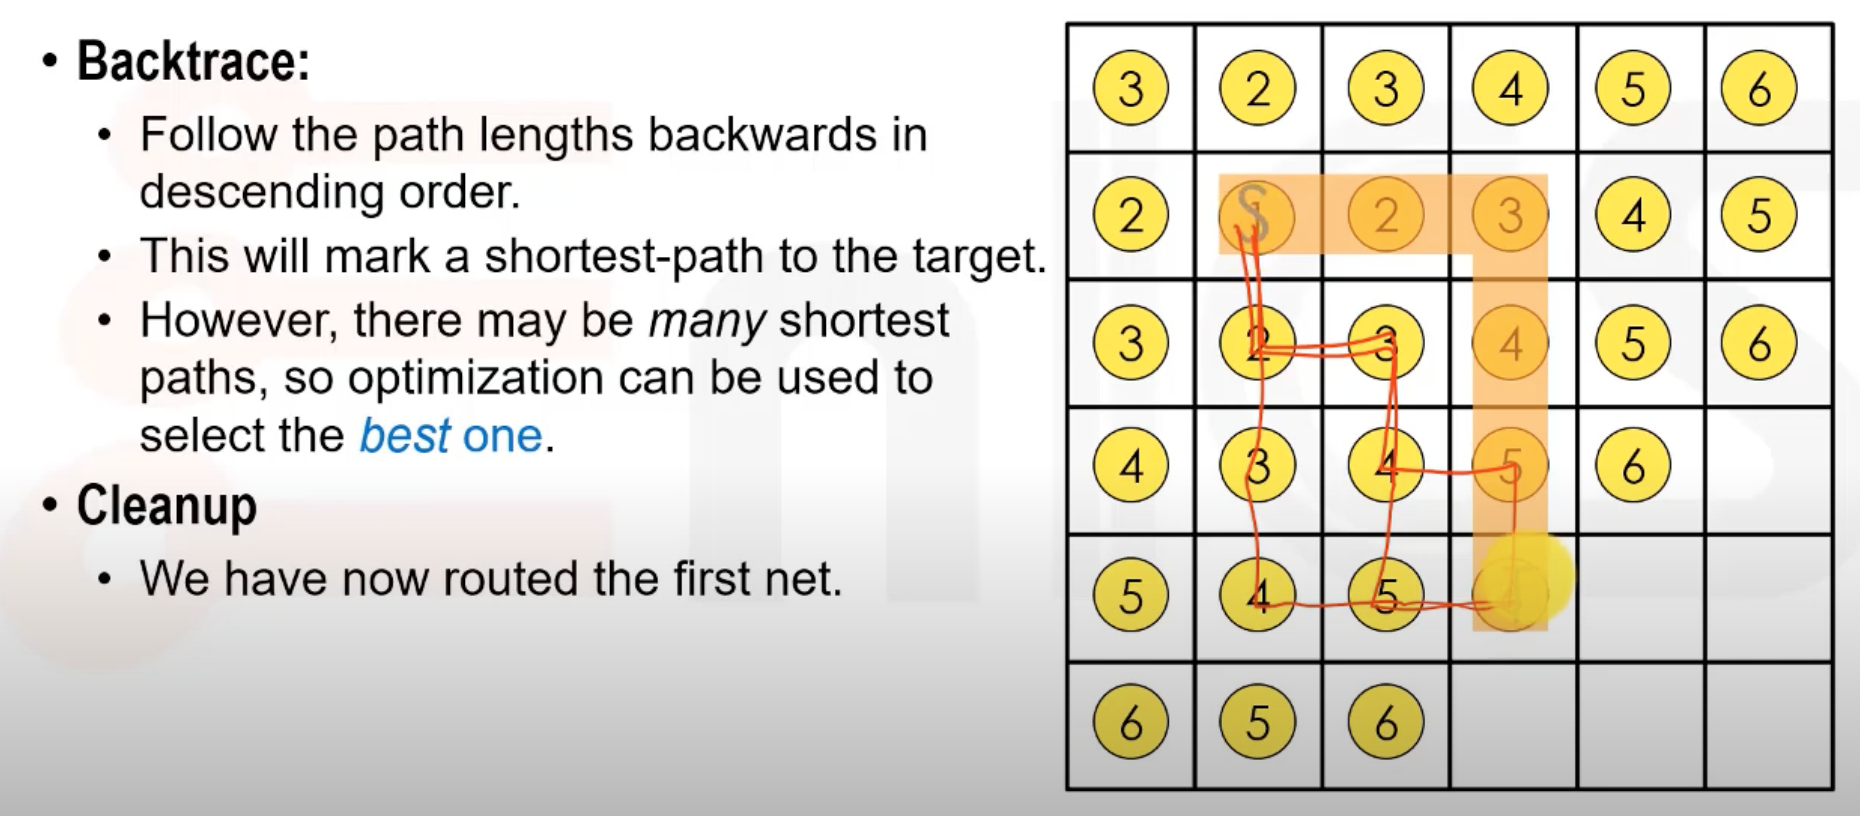 • Backtrace:
• Follow the path lengths backwards in
descending order.
• This will mark a shortest-path to the target.
• However, there may be many shortest
paths, so optimization can be used to
select the best one.
• Cleanup
• We have now routed the first net.
3 2 3 4 5 6
2 1 S 2 3 4 5
3 2 3 4 5 6
4 3 4 5 6
5 4 5
6 5 6